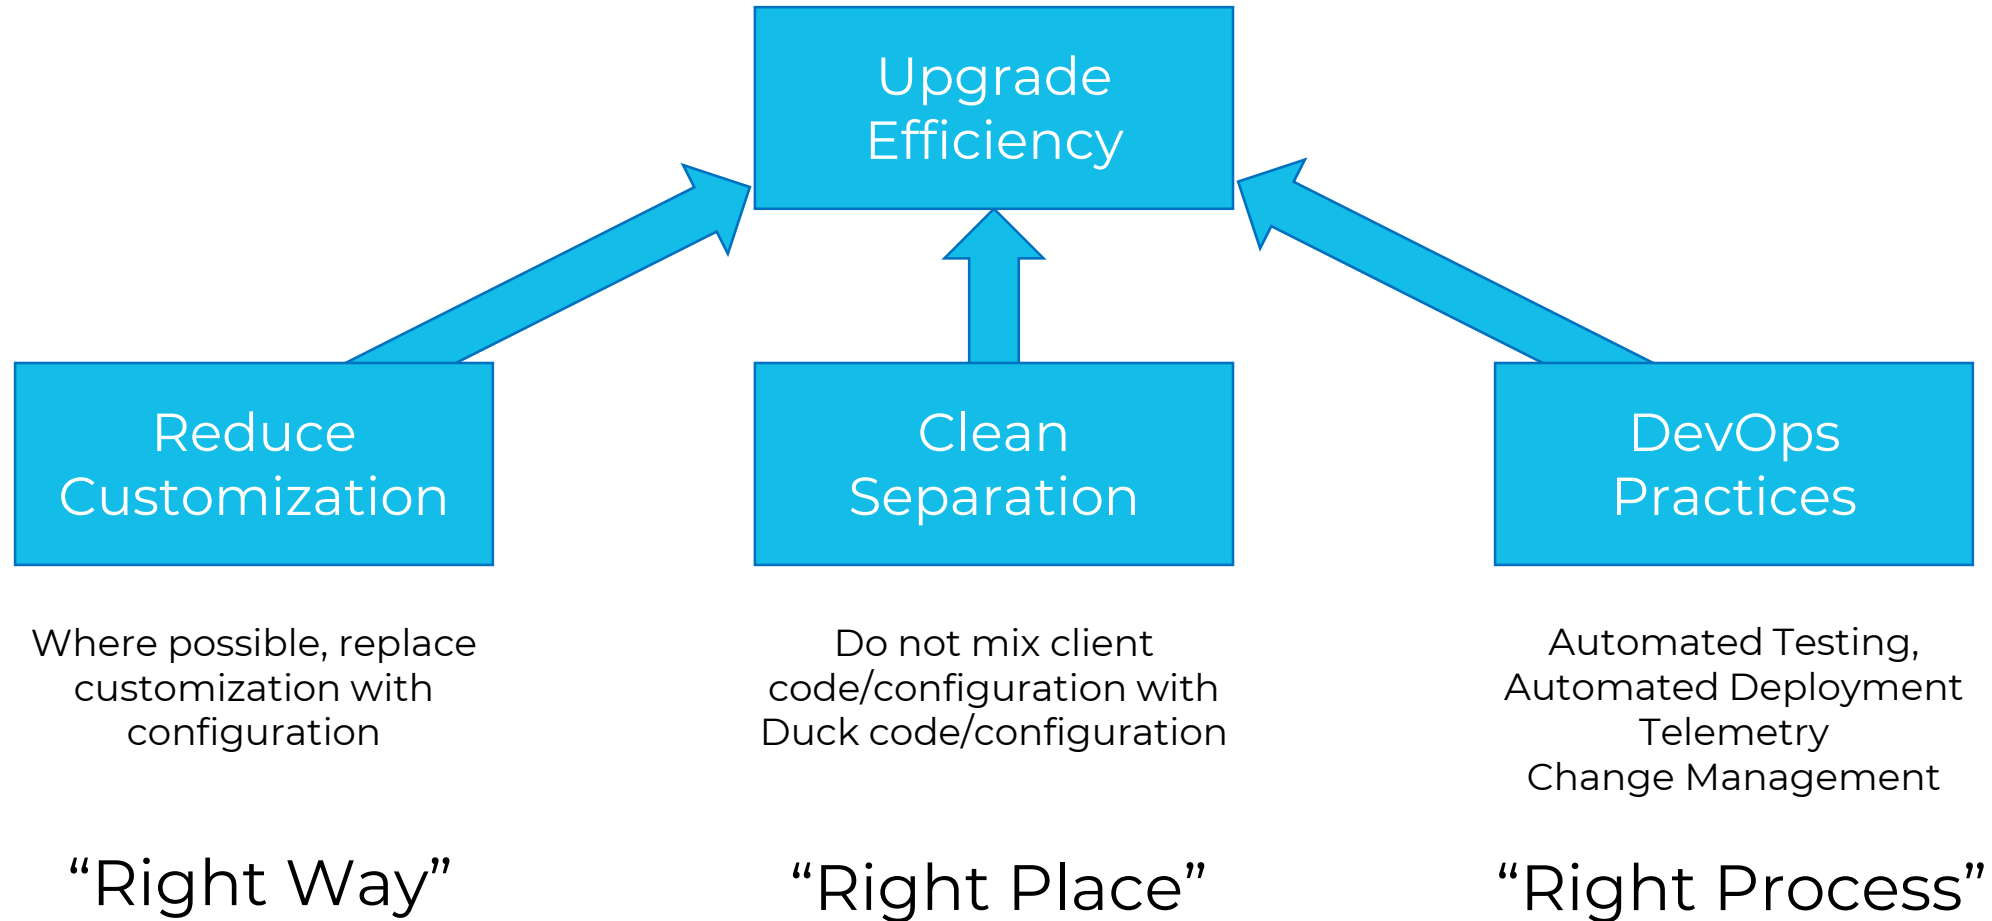 Upgrade
Efficiency
Reduce
Customization
Clean
Separation
DevOps
Practices
Where possible, replace
customization with
configuration
Do not mix client
code/configuration with
Duck code/configuration
Automated Testing,
Automated Deployment
Telemetry
Change Management
“Right Way”
“Right Place”
“Right Process”